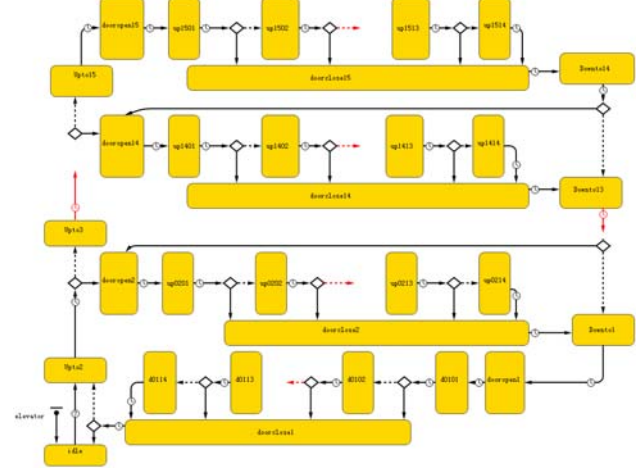 dooropen15
up1501
up1502
up1513
up1514
Upto15
doorclose15
Downto14
dooropen14
up1401
up1402
up1413
up1414
doorclose14
Downto13
Upto3
dooropen2
up0201
up0202
up0213
up0214
doorclose2
Downto1
Upto2
d0114
d0113
d0102
d0101
dooropen1
elevator
doorclose1
idle